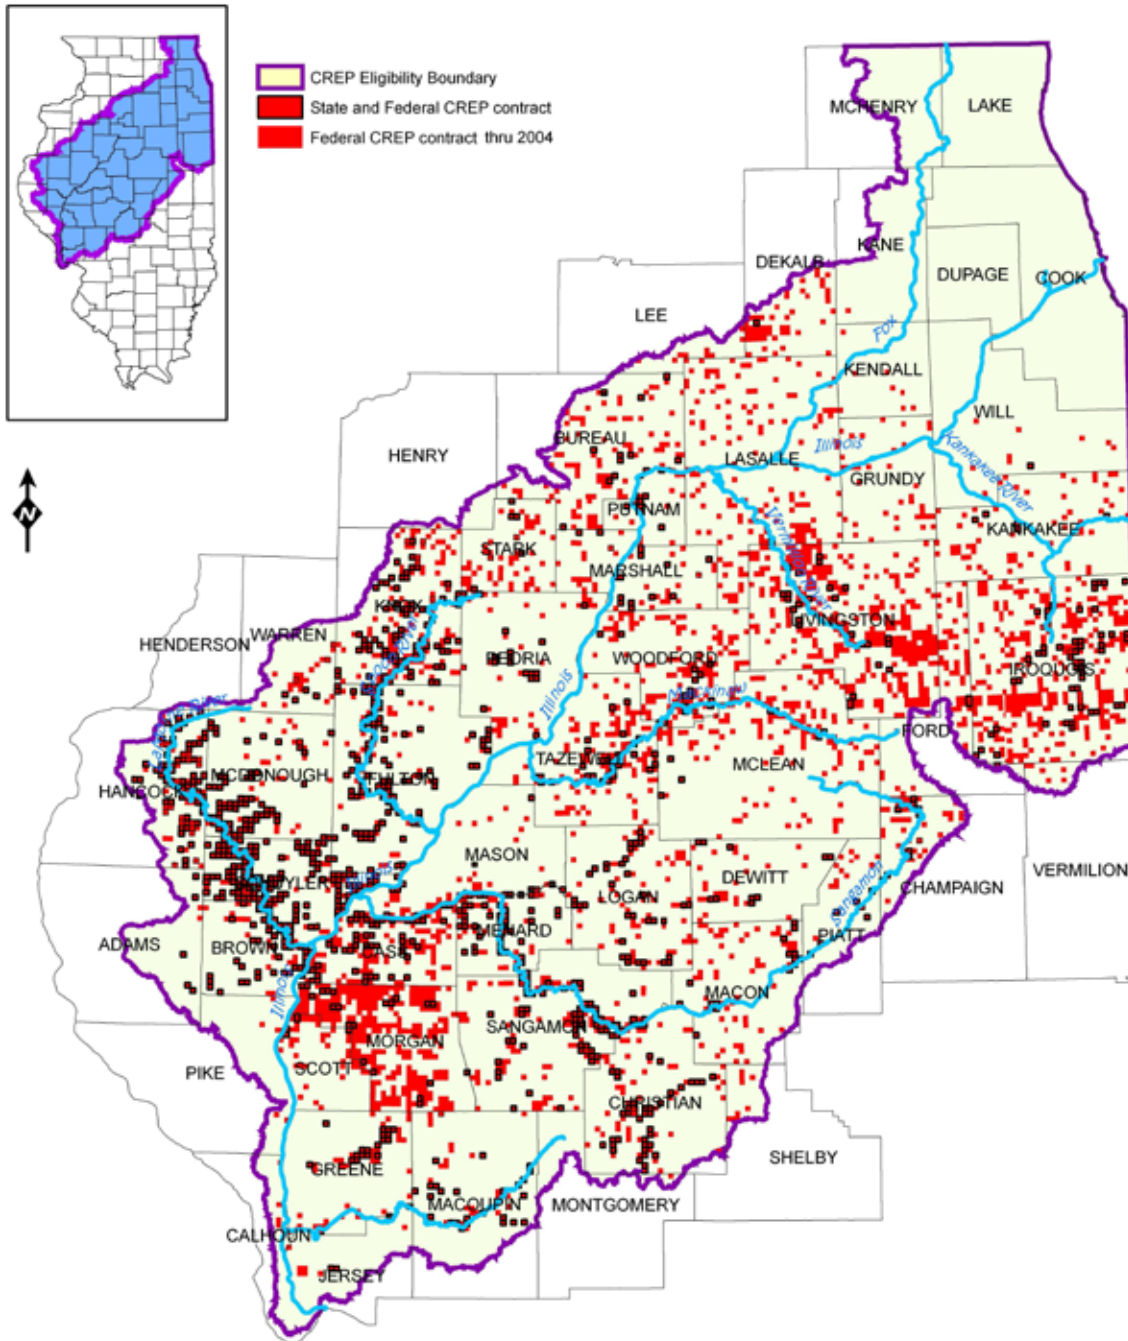 CREP Eligibility Boundary
State and Federal CREP contract
Federal CREP contract thru 2004
MCHENRY
LAKE
KANE
DEKALB
DUPAGE
COOK
LEE
Fox
KENDALL
WILL
HENRY
BUREAU
LASALLE
Illinois
Kankakee River
GRUNDY
PUTNAM
KANKAKEE
STARK
Vermilion River
MARSHALL
KNOX
LIVINGSTON
HENDERSON
WARREN
PEORIA
WOODFORD
IROQUOIS
Illinois
Mackinaw
FORD
TAZEWELL
MCLEAN
MCDONOUGH
FULTON
HANCOCK
MASON
VERMILION
Illinois
DEWITT
CHAMPAIGN
LOGAN
Sangamon
MENARD
PIATT
ADAMS
BROWN
CASS
Illinois
MACON
SANGAMON
MORGAN
SCOTT
PIKE
CHRISTIAN
SHELBY
GREENE
MACOUPIN
MONTGOMERY
CALHOUN
JERSEY
N